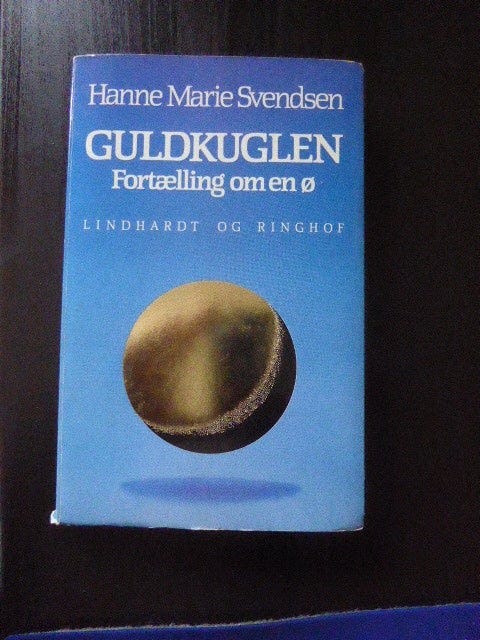 Hanne Marie Svendsen
GULDKUGLEN
Fortælling om en ø
LINDHARDT OG RINGHOF